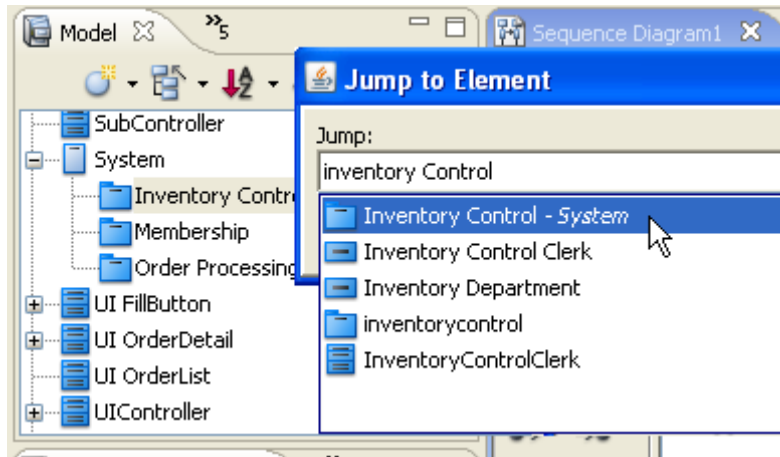 Model
»5
Sequence Diagram1
Jump to Element
SubController
System
Inventory Contr
Membership
Order Processing
UI FillButton
UI OrderDetail
UI OrderList
UIController
Jump:
inventory Control
Inventory Control - System
Inventory Control Clerk
Inventory Department
inventorycontrol
InventoryControlClerk